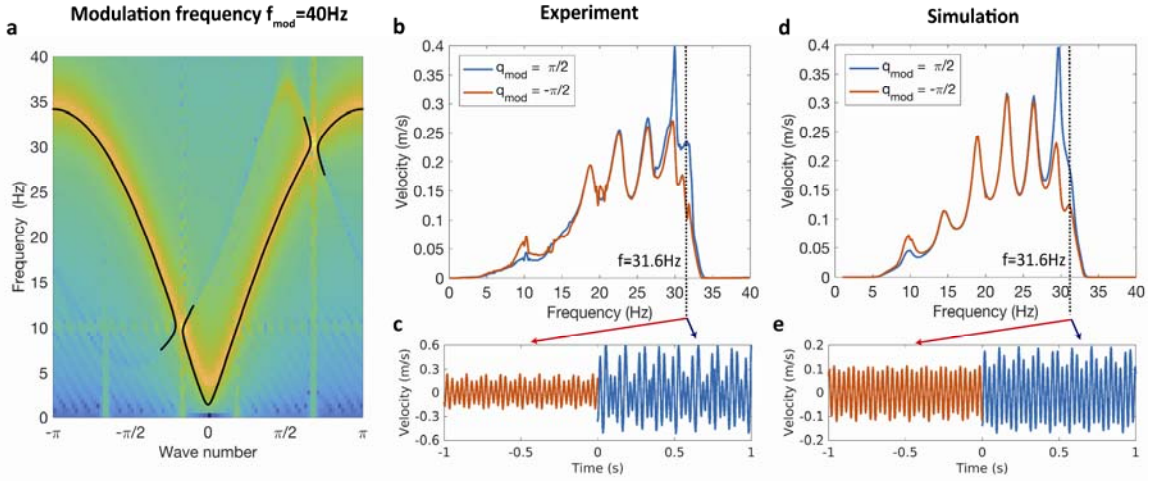 Modulation frequency f_mod=40Hz
Experiment
Simulation
a
b
d
40
35
30
25
20
15
10
5
0
Frequency (Hz)
-π
-π/2
0
π/2
π
Wave number
q_mod = π/2
q_mod = -π/2
0.4
0.35
0.3
0.25
0.2
0.15
0.1
0.05
0
Velocity (m/s)
f=31.6Hz
0 5 10 15 20 25 30 35 40
Frequency (Hz)
q_mod = π/2
q_mod = -π/2
0.4
0.35
0.3
0.25
0.2
0.15
0.1
0.05
0
Velocity (m/s)
f=31.6Hz
0 5 10 15 20 25 30 35 40
Frequency (Hz)
c
0.6
0.3
0
-0.3
-0.6
Velocity (m/s)
-1 -0.5 0 0.5 1
Time (s)
e
0.2
0.1
0
-0.1
-0.2
Velocity (m/s)
-1 -0.5 0 0.5 1
Time (s)